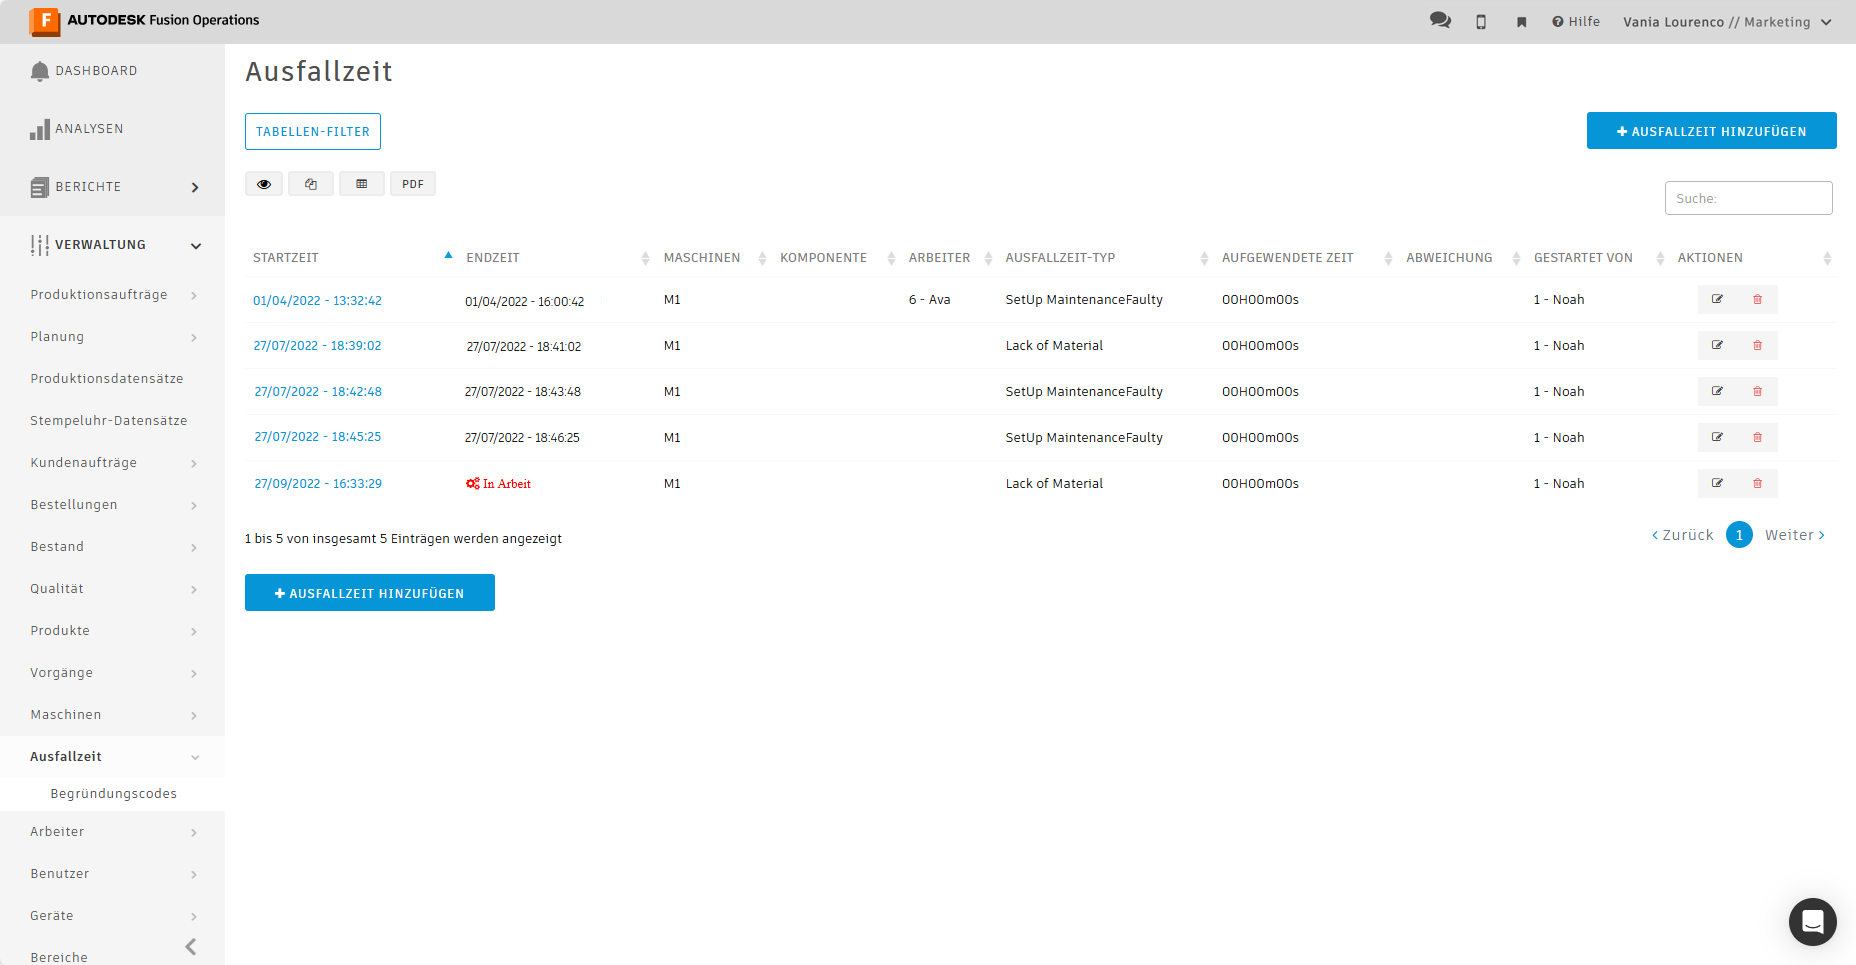 F AUTODESK Fusion Operations
Hilfe
Vania Lourenco // Marketing
DASHBOARD
ANALYSEN
BERICHTE
VERWALTUNG
Produktionsaufträge
Planung
Produktionsdatensätze
Stempeluhr-Datensätze
Kundenaufträge
Bestellungen
Bestand
Qualität
Produkte
Vorgänge
Maschinen
Ausfallzeit
Begründungscodes
Arbeiter
Benutzer
Geräte
Bereiche
Ausfallzeit
TABELLEN-FILTER
+ AUSFALLZEIT HINZUFÜGEN
PDF
Suche:
STARTZEIT ENDZEIT MASCHINEN KOMPONENTE ARBEITER AUSFALLZEIT-TYP AUFGEWENDETE ZEIT ABWEICHUNG GESTARTET VON AKTIONEN
01/04/2022 - 13:32:42 01/04/2022 - 16:00:42 M1 6 - Ava SetUp MaintenanceFaulty 00H00m00s 1 - Noah
27/07/2022 - 18:39:02 27/07/2022 - 18:41:02 M1 Lack of Material 00H00m00s 1 - Noah
27/07/2022 - 18:42:48 27/07/2022 - 18:43:48 M1 SetUp MaintenanceFaulty 00H00m00s 1 - Noah
27/07/2022 - 18:45:25 27/07/2022 - 18:46:25 M1 SetUp MaintenanceFaulty 00H00m00s 1 - Noah
27/09/2022 - 16:33:29 In Arbeit M1 Lack of Material 00H00m00s 1 - Noah
1 bis 5 von insgesamt 5 Einträgen werden angezeigt
< Zurück 1 Weiter >
+ AUSFALLZEIT HINZUFÜGEN